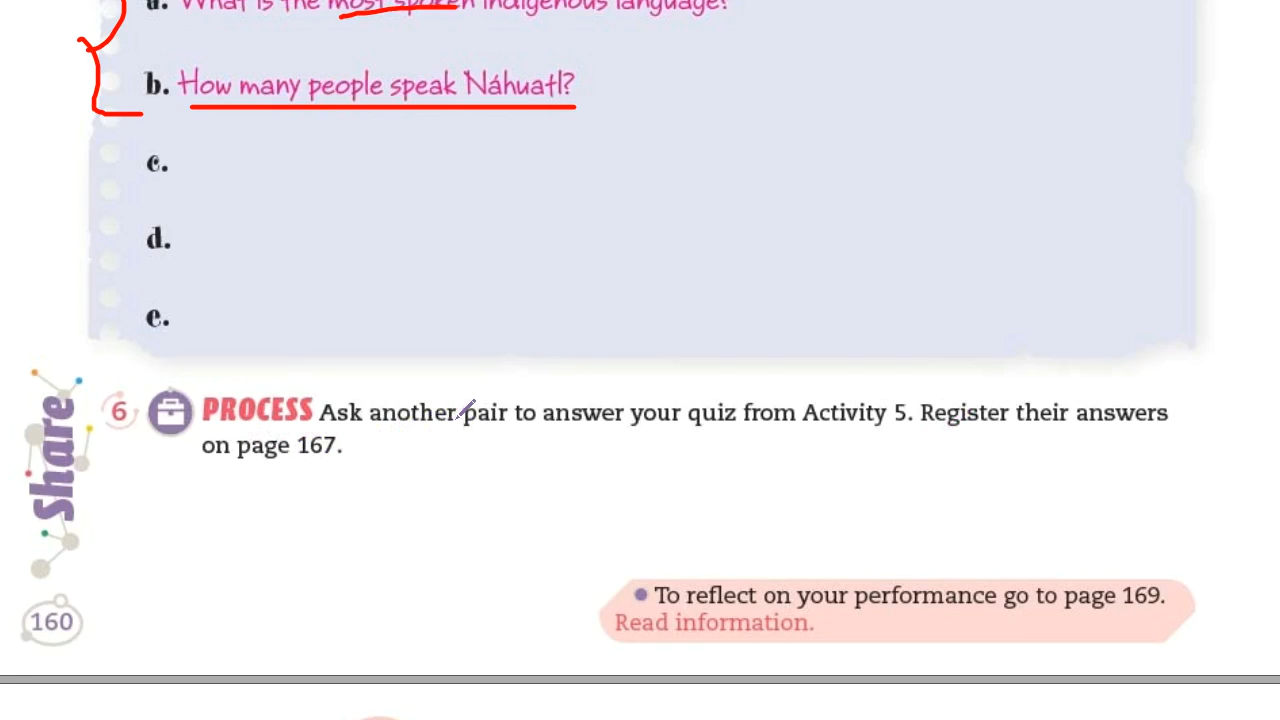 a. What is the most spoken indigenous language?
b. How many people speak Náhuatl?
c.
d.
e.
Share
6 PROCESS Ask another pair to answer your quiz from Activity 5. Register their answers
on page 167.
• To reflect on your performance go to page 169.
Read information.
160